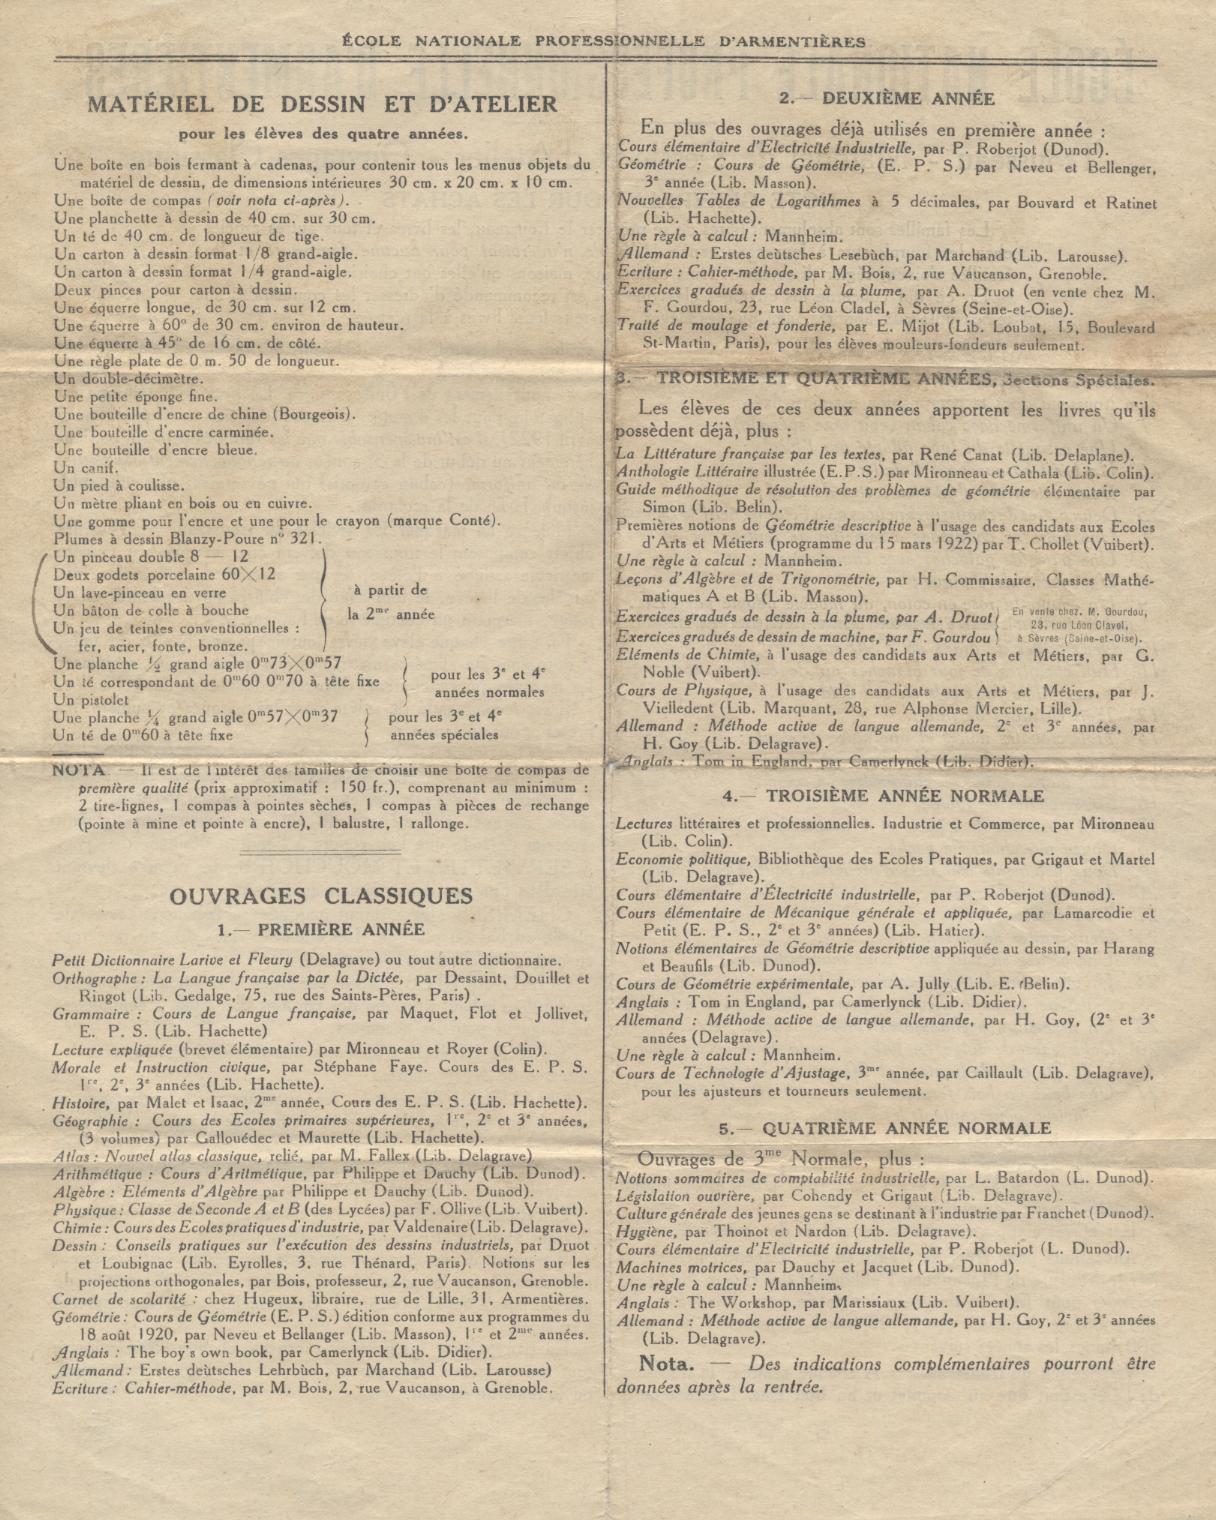 ÉCOLE NATIONALE PROFESSIONNELLE D'ARMENTIÈRES
MATÉRIEL DE DESSIN ET D'ATELIER
pour les élèves des quatre années.
Une boîte en bois fermant à cadenas, pour contenir tous les menus objets du
matériel de dessin, de dimensions intérieures 30 cm. x 20 cm. x 10 cm.
Une boîte de compas (voir nota ci-après).
Une planchette à dessin de 40 cm. sur 30 cm.
Un té de 40 cm. de longueur de tige.
Un carton à dessin format 1/8 grand-aigle.
Un carton à dessin format 1/4 grand-aigle.
Deux pinces pour carton à dessin.
Une équerre longue, de 30 cm. sur 12 cm.
Une équerre à 60° de 30 cm. environ de hauteur.
Une équerre à 45° de 16 cm. de côté.
Une règle plate de 0 m. 50 de longueur.
Un double-décimètre.
Une petite éponge fine.
Une bouteille d'encre de chine (Bourgeois).
Une bouteille d'encre carminée.
Une bouteille d'encre bleue.
Un canif.
Un pied à coulisse.
Un mètre pliant en bois ou en cuivre.
Une gomme pour l'encre et une pour le crayon (marque Conté).
Plumes à dessin Blanzy-Poure n° 321.
Un pinceau double 8 — 12
Deux godets porcelaine 60×12
Un lave-pinceau en verre
Un bâton de colle à bouche
Un jeu de teintes conventionnelles :
fer, acier, fonte, bronze.
à partir de
la 2me année
Une planche ½ grand aigle 0m73×0m57
Un té correspondant de 0m60 0m70 à tête fixe
Un pistolet
pour les 3e et 4e
années normales
Une planche ¼ grand aigle 0m57×0m37
Un té de 0m60 à tête fixe
pour les 3e et 4e
années spéciales
NOTA. — Il est de l'intérêt des familles de choisir une boîte de compas de
première qualité (prix approximatif : 150 fr.), comprenant au minimum :
2 tire-lignes, 1 compas à pointes sèches, 1 compas à pièces de rechange
(pointe à mine et pointe à encre), 1 balustre, 1 rallonge.
OUVRAGES CLASSIQUES
1.— PREMIÈRE ANNÉE
Petit Dictionnaire Larive et Fleury (Delagrave) ou tout autre dictionnaire.
Orthographe : La Langue française par la Dictée, par Dessaint, Douillet et
Ringot (Lib. Gedalge, 75, rue des Saints-Pères, Paris) .
Grammaire : Cours de Langue française, par Maquet, Flot et Jollivet,
E. P. S. (Lib. Hachette)
Lecture expliquée (brevet élémentaire) par Mironneau et Royer (Colin).
Morale et Instruction civique, par Stéphane Faye. Cours des E. P. S.
1re, 2e, 3e années (Lib. Hachette).
Histoire, par Malet et Isaac, 2me année, Cours des E. P. S. (Lib. Hachette).
Géographie : Cours des Ecoles primaires supérieures, 1re, 2e et 3e années,
(3 volumes) par Gallouédec et Maurette (Lib. Hachette).
Atlas : Nouvel atlas classique, relié, par M. Fallex (Lib. Delagrave)
Arithmétique : Cours d'Aritmétique, par Philippe et Dauchy (Lib. Dunod).
Algèbre : Eléments d'Algèbre par Philippe et Dauchy (Lib. Dunod).
Physique : Classe de Seconde A et B (des Lycées) par F. Ollive (Lib. Vuibert).
Chimie : Cours des Ecoles pratiques d'industrie, par Valdenaire (Lib. Delagrave).
Dessin : Conseils pratiques sur l'exécution des dessins industriels, par Druot
et Loubignac (Lib. Eyrolles, 3, rue Thénard, Paris). Notions sur les
projections orthogonales, par Bois, professeur, 2, rue Vaucanson, Grenoble.
Carnet de scolarité : chez Hugeux, libraire, rue de Lille, 31, Armentières.
Géométrie : Cours de Géométrie (E. P. S.) édition conforme aux programmes du
18 août 1920, par Neveu et Bellanger (Lib. Masson), 1re et 2me années.
Anglais : The boy's own book, par Camerlynck (Lib. Didier).
Allemand : Erstes deütsches Lehrbüch, par Marchand (Lib. Larousse)
Ecriture : Cahier-méthode, par M. Bois, 2, rue Vaucanson, à Grenoble.
2.— DEUXIÈME ANNÉE
En plus des ouvrages déjà utilisés en première année :
Cours élémentaire d'Electricité Industrielle, par P. Roberjot (Dunod).
Géométrie : Cours de Géométrie, (E. P. S.) par Neveu et Bellenger,
3e année (Lib. Masson).
Nouvelles Tables de Logarithmes à 5 décimales, par Bouvard et Ratinet
(Lib. Hachette).
Une règle à calcul : Mannheim.
Allemand : Erstes deütsches Lesebüch, par Marchand (Lib. Larousse).
Ecriture : Cahier-méthode, par M. Bois, 2, rue Vaucanson, Grenoble.
Exercices gradués de dessin à la plume, par A. Druot (en vente chez M.
F. Gourdou, 23, rue Léon Cladel, à Sèvres (Seine-et-Oise).
Traité de moulage et fonderie, par E. Mijot (Lib. Loubat, 15, Boulevard
St-Martin, Paris), pour les élèves mouleurs-fondeurs seulement.
3.— TROISIÈME ET QUATRIÈME ANNÉES, Sections Spéciales.
Les élèves de ces deux années apportent les livres qu'ils
possèdent déjà, plus :
La Littérature française par les textes, par René Canat (Lib. Delaplane).
Anthologie Littéraire illustrée (E.P.S.) par Mironneau et Cathala (Lib. Colin).
Guide méthodique de résolution des problèmes de géométrie élémentaire par
Simon (Lib. Belin).
Premières notions de Géométrie descriptive à l'usage des candidats aux Ecoles
d'Arts et Métiers (programme du 15 mars 1922) par T. Chollet (Vuibert).
Une règle à calcul : Mannheim.
Leçons d'Algèbre et de Trigonométrie, par H. Commissaire, Classes Mathé-
matiques A et B (Lib. Masson).
Exercices gradués de dessin à la plume, par A. Druot
Exercices gradués de dessin de machine, par F. Gourdou
En vente chez. M. Gourdou,
23, rue Léon Clavel,
à Sèvres (Saine-et-Oise).
Eléments de Chimie, à l'usage des candidats aux Arts et Métiers, par G.
Noble (Vuibert).
Cours de Physique, à l'usage des candidats aux Arts et Métiers, par J.
Vielledent (Lib. Marquant, 28, rue Alphonse Mercier, Lille).
Allemand : Méthode active de langue allemande, 2e et 3e années, par
H. Goy (Lib. Delagrave).
Anglais : Tom in England, par Camerlynck (Lib. Didier).
4.— TROISIÈME ANNÉE NORMALE
Lectures littéraires et professionnelles. Industrie et Commerce, par Mironneau
(Lib. Colin).
Economie politique, Bibliothèque des Ecoles Pratiques, par Grigaut et Martel
(Lib. Delagrave).
Cours élémentaire d'Électricité industrielle, par P. Roberjot (Dunod).
Cours élémentaire de Mécanique générale et appliquée, par Lamarcodie et
Petit (E. P. S., 2e et 3e années) (Lib. Hatier).
Notions élémentaires de Géométrie descriptive appliquée au dessin, par Harang
et Beaufils (Lib. Dunod).
Cours de Géométrie expérimentale, par A. Jully (Lib. E. Belin).
Anglais : Tom in England, par Camerlynck (Lib. Didier).
Allemand : Méthode active de langue allemande, par H. Goy, (2e et 3e
années (Delagrave).
Une règle à calcul : Mannheim.
Cours de Technologie d'Ajustage, 3me année, par Caillault (Lib. Delagrave),
pour les ajusteurs et tourneurs seulement.
5.— QUATRIÈME ANNÉE NORMALE
Ouvrages de 3me Normale, plus :
Notions sommaires de comptabilité industrielle, par L. Batardon (L. Dunod).
Législation ouvrière, par Cohendy et Grigaut (Lib. Delagrave).
Culture générale des jeunes gens se destinant à l'industrie par Franchet (Dunod).
Hygiène, par Thoinot et Nardon (Lib. Delagrave).
Cours élémentaire d'Electricité industrielle, par P. Roberjot (L. Dunod).
Machines motrices, par Dauchy et Jacquet (Lib. Dunod).
Une règle à calcul : Mannheim.
Anglais : The Workshop, par Marissiaux (Lib. Vuibert).
Allemand : Méthode active de langue allemande, par H. Goy, 2e et 3e années
(Lib. Delagrave).
Nota. — Des indications complémentaires pourront être
données après la rentrée.